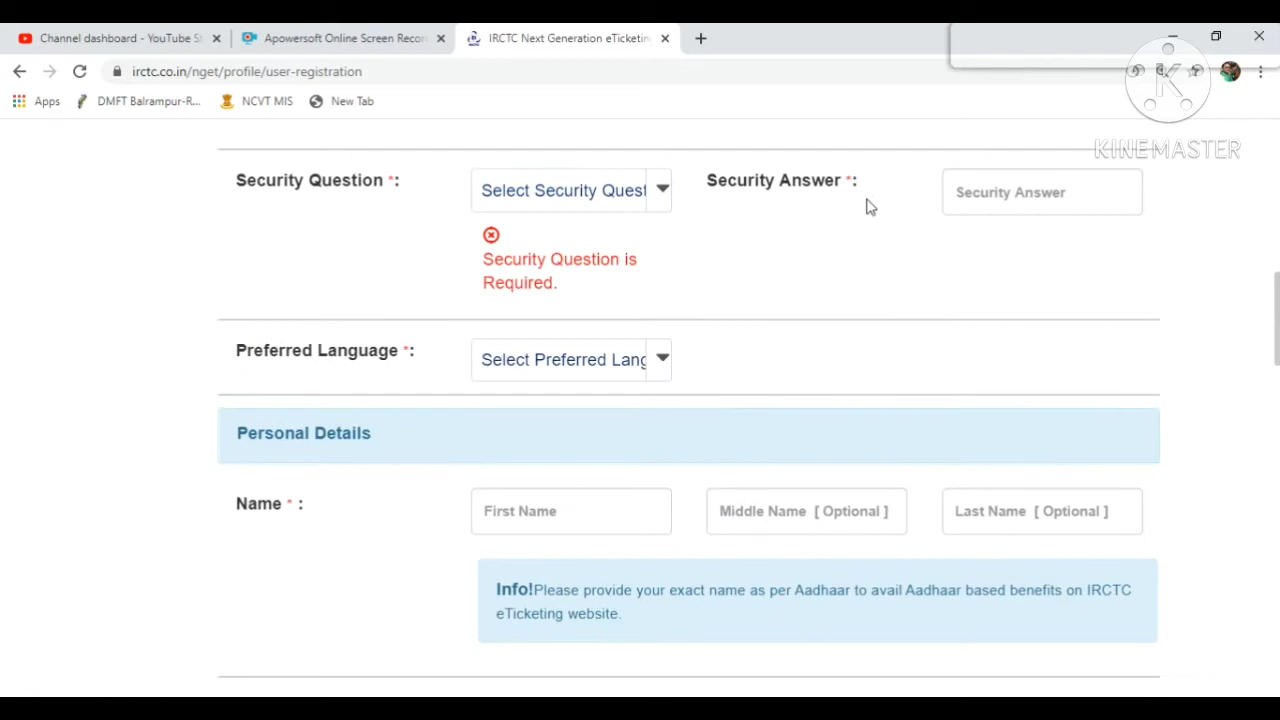 Channel dashboard - YouTube S
Apowersoft Online Screen Recor
IRCTC Next Generation eTicketin
irctc.co.in/nget/profile/user-registration
Apps
DMFT Balrampur-R...
NCVT MIS
New Tab
K
KINEMASTER
Security Question *:
Select Security Quest
Security Answer *:
Security Answer
Security Question is
Required.
Preferred Language *:
Select Preferred Lang
Personal Details
Name * :
First Name
Middle Name [ Optional ]
Last Name [ Optional ]
Info!Please provide your exact name as per Aadhaar to avail Aadhaar based benefits on IRCTC
eTicketing website.